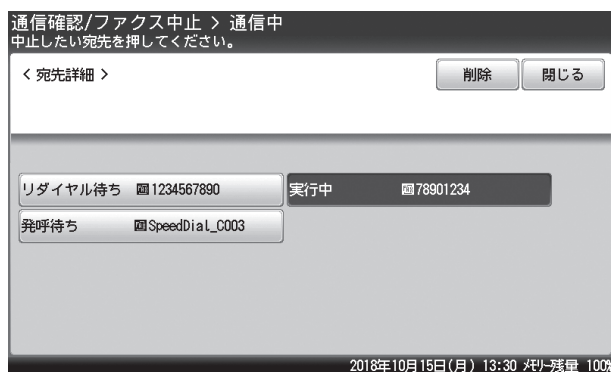 通信確認/ファクス中止 > 通信中
中止したい宛先を押してください。
< 宛先詳細 >
削除
閉じる
リダイヤル待ち 1234567890
実行中 78901234
発呼待ち SpeedDial_C003
2018年10月15日(月) 13:30 メモリー残量 100%